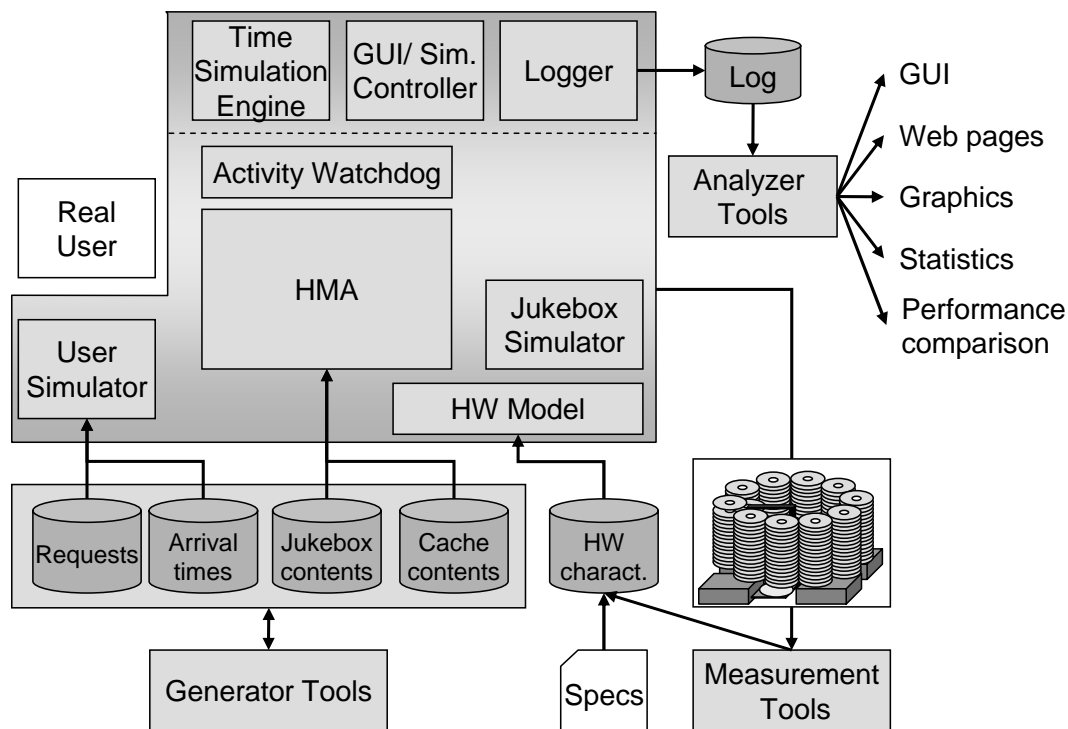 Time
Simulation
Engine
GUI/ Sim.
Controller
Logger
Log
GUI
Web pages
Graphics
Statistics
Performance
comparison
Analyzer
Tools
Activity Watchdog
Real
User
HMA
Jukebox
Simulator
User
Simulator
HW Model
Requests
Arrival
times
Jukebox
contents
Cache
contents
HW
charact.
Generator Tools
Specs
Measurement
Tools